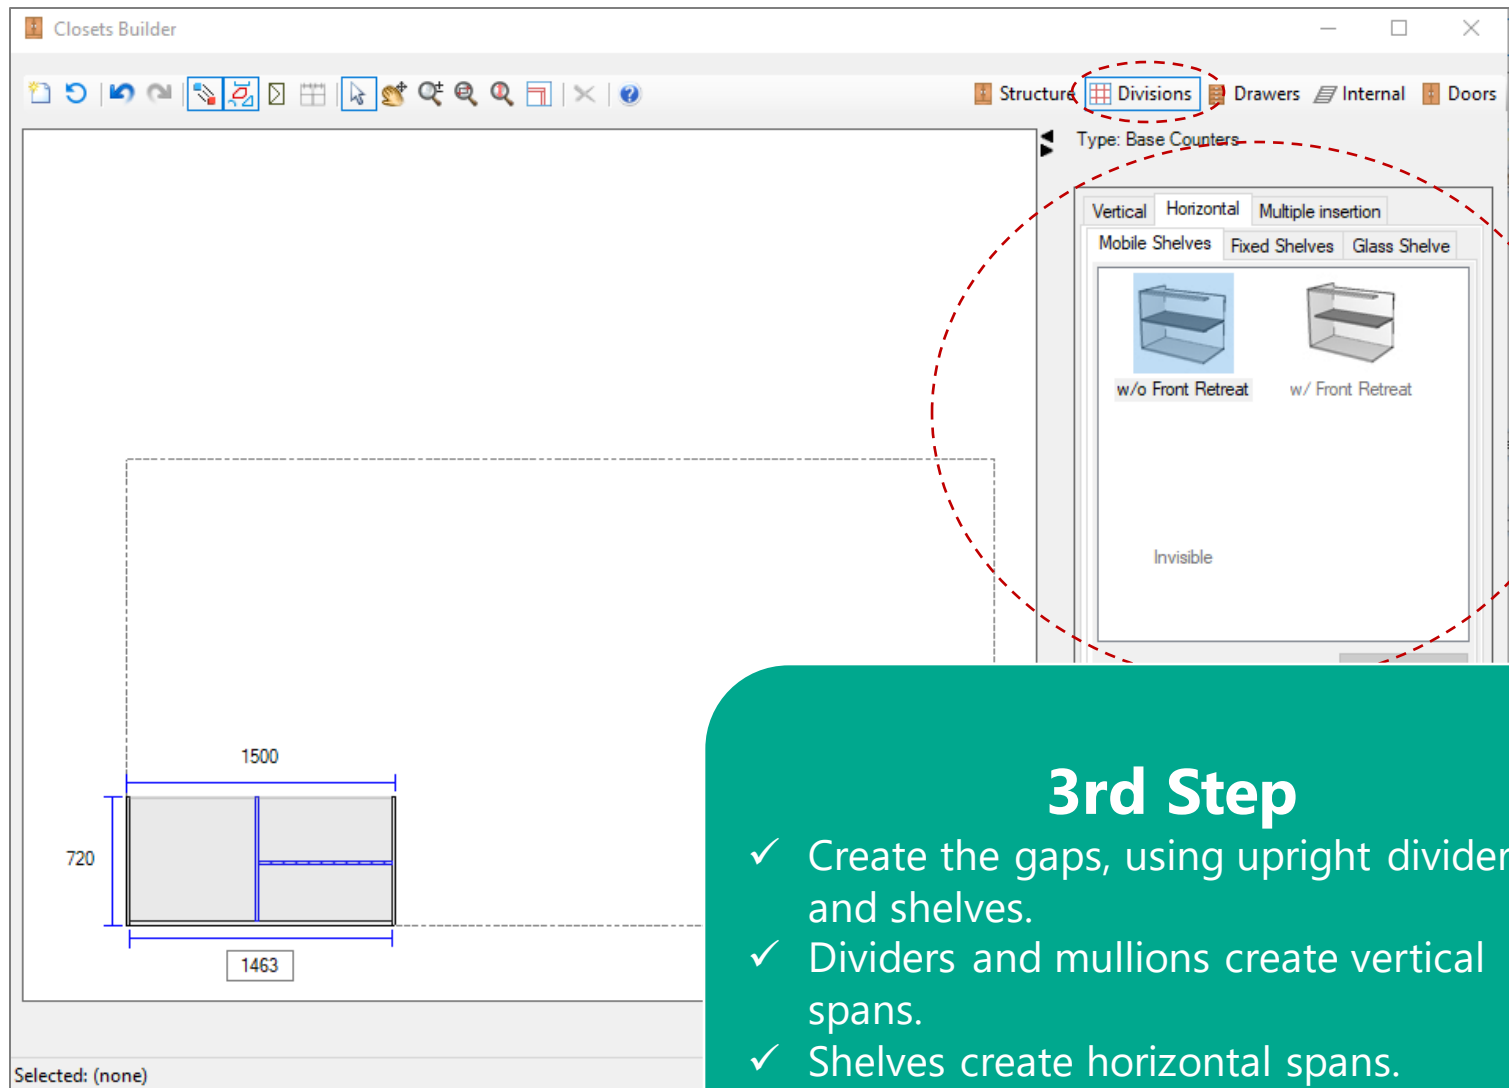 Closets Builder
Structure Divisions Drawers Internal Doors
Type: Base Counters
Vertical Horizontal Multiple insertion
Mobile Shelves Fixed Shelves Glass Shelve
w/o Front Retreat w/ Front Retreat
Invisible
1500
720
1463
3rd Step
✓ Create the gaps, using upright divider
and shelves.
✓ Dividers and mullions create vertical
spans.
✓ Shelves create horizontal spans.
Selected: (none)